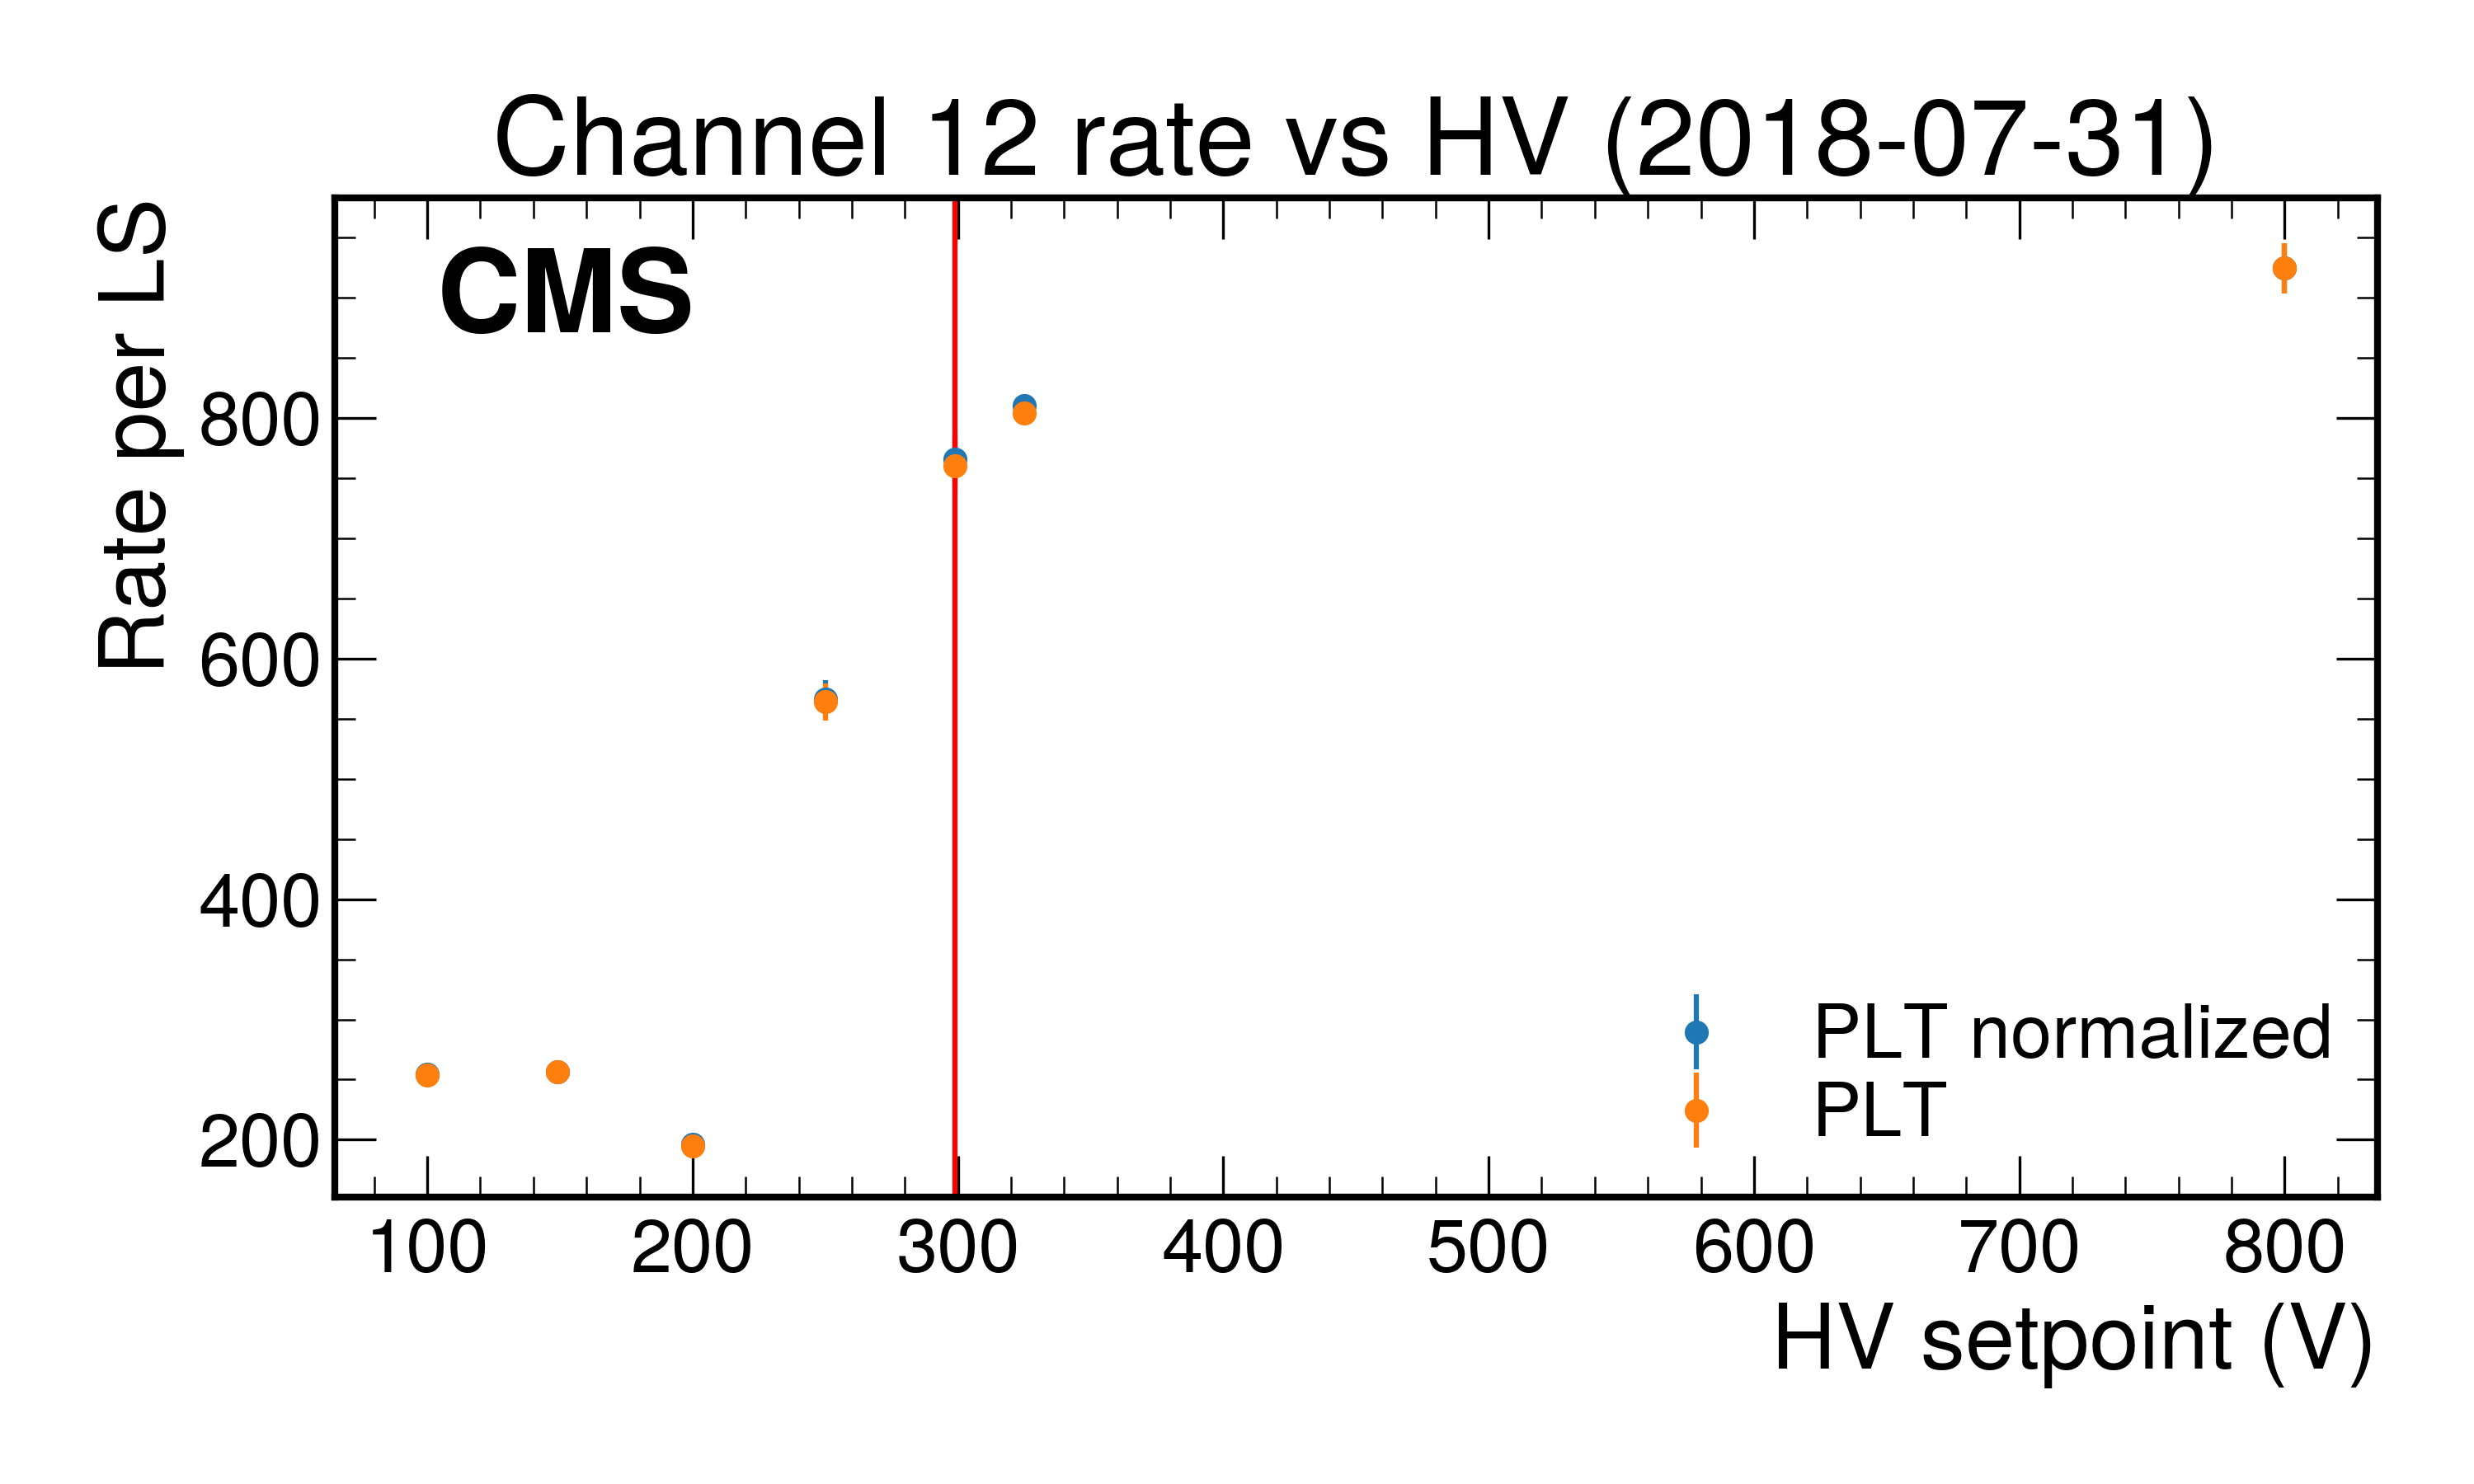 Channel 12 rate vs HV (2018-07-31)
CMS
Rate per LS
800
600
400
200
PLT normalized
PLT
100 200 300 400 500 600 700 800
HV setpoint (V)